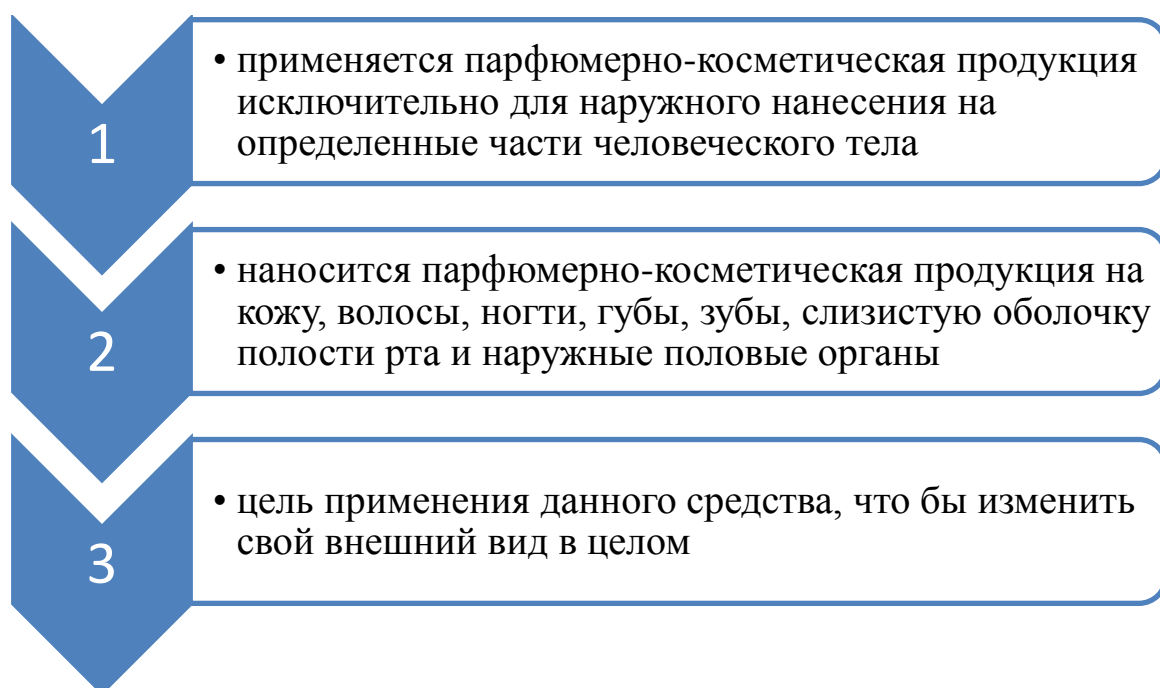 1
• применяется парфюмерно-косметическая продукция
исключительно для наружного нанесения на
определенные части человеческого тела
2
• наносится парфюмерно-косметическая продукция на
кожу, волосы, ногти, губы, зубы, слизистую оболочку
полости рта и наружные половые органы
3
• цель применения данного средства, что бы изменить
свой внешний вид в целом